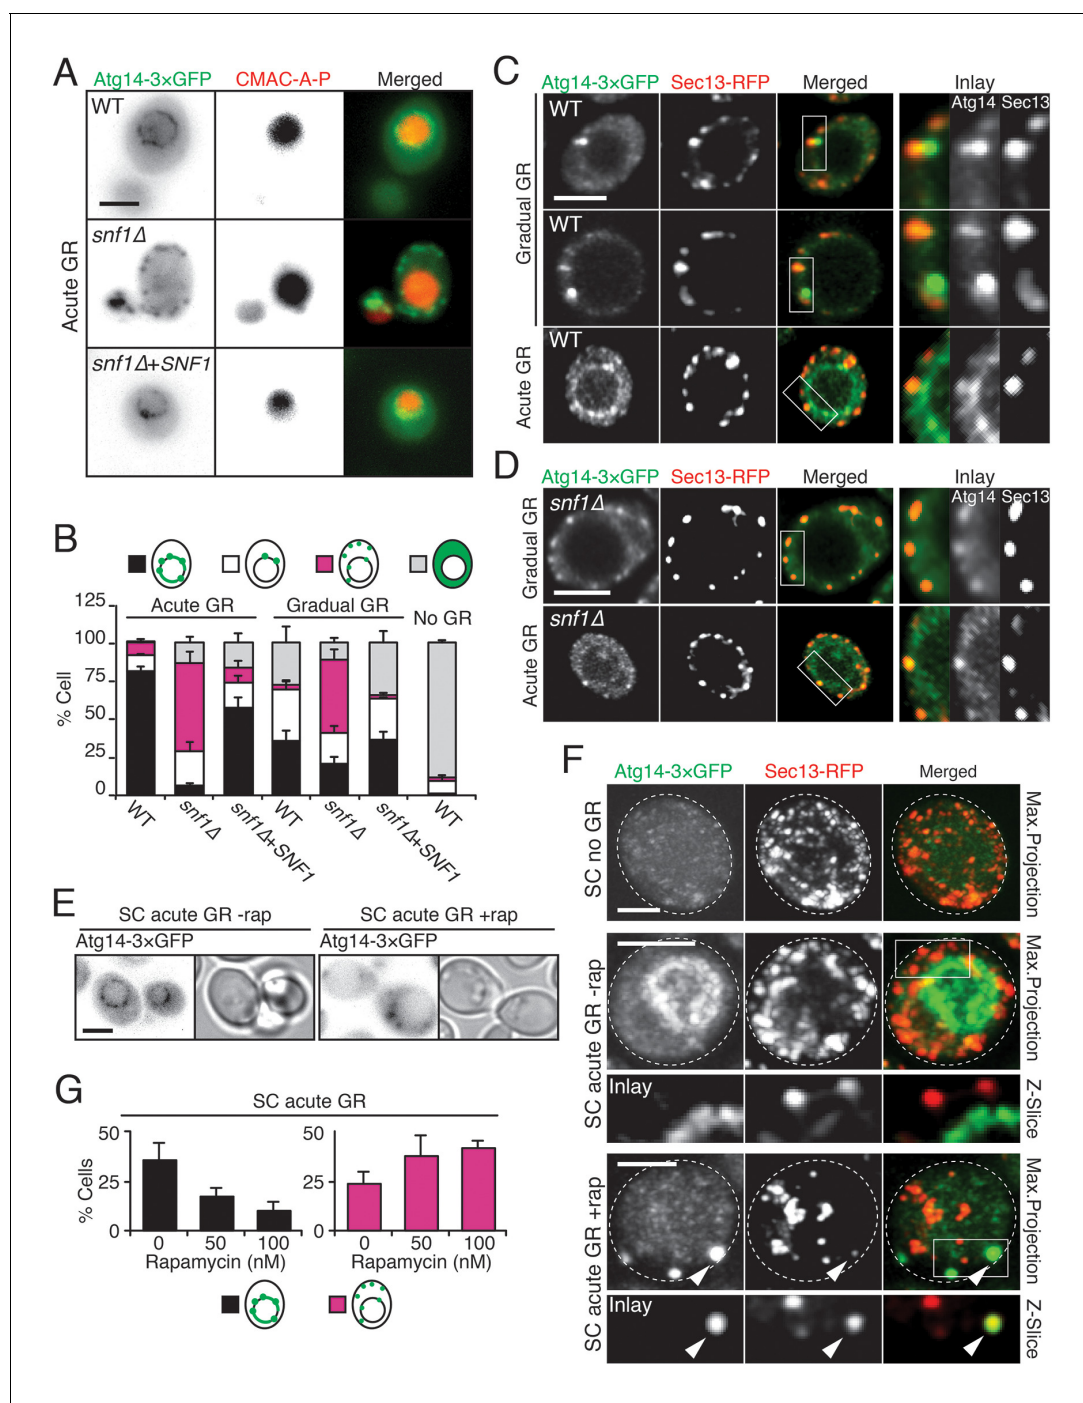 A
Atg14-3×GFP CMAC-A-P Merged
Acute GR
WT
snf1Δ
snf1Δ+SNF1
B
125
100
75
50
25
0
% Cell
Acute GR Gradual GR No GR
WT snf1Δ snf1Δ+SNF1 WT snf1Δ snf1Δ+SNF1 WT
C
Atg14-3×GFP Sec13-RFP Merged Inlay
Atg14 Sec13
Gradual GR
WT
WT
Acute GR
WT
D
Atg14-3×GFP Sec13-RFP Merged Inlay
Atg14 Sec13
Gradual GR
snf1Δ
Acute GR
snf1Δ
E
SC acute GR -rap SC acute GR +rap
Atg14-3×GFP Atg14-3×GFP
F
Atg14-3×GFP Sec13-RFP Merged
SC no GR
Max.Projection
SC acute GR -rap
Max.Projection
Inlay
Z-Slice
SC acute GR +rap
Max.Projection
Inlay
Z-Slice
G
SC acute GR
% Cells
50 50
25 25
0 0
0 50 100 0 50 100
Rapamycin (nM) Rapamycin (nM)